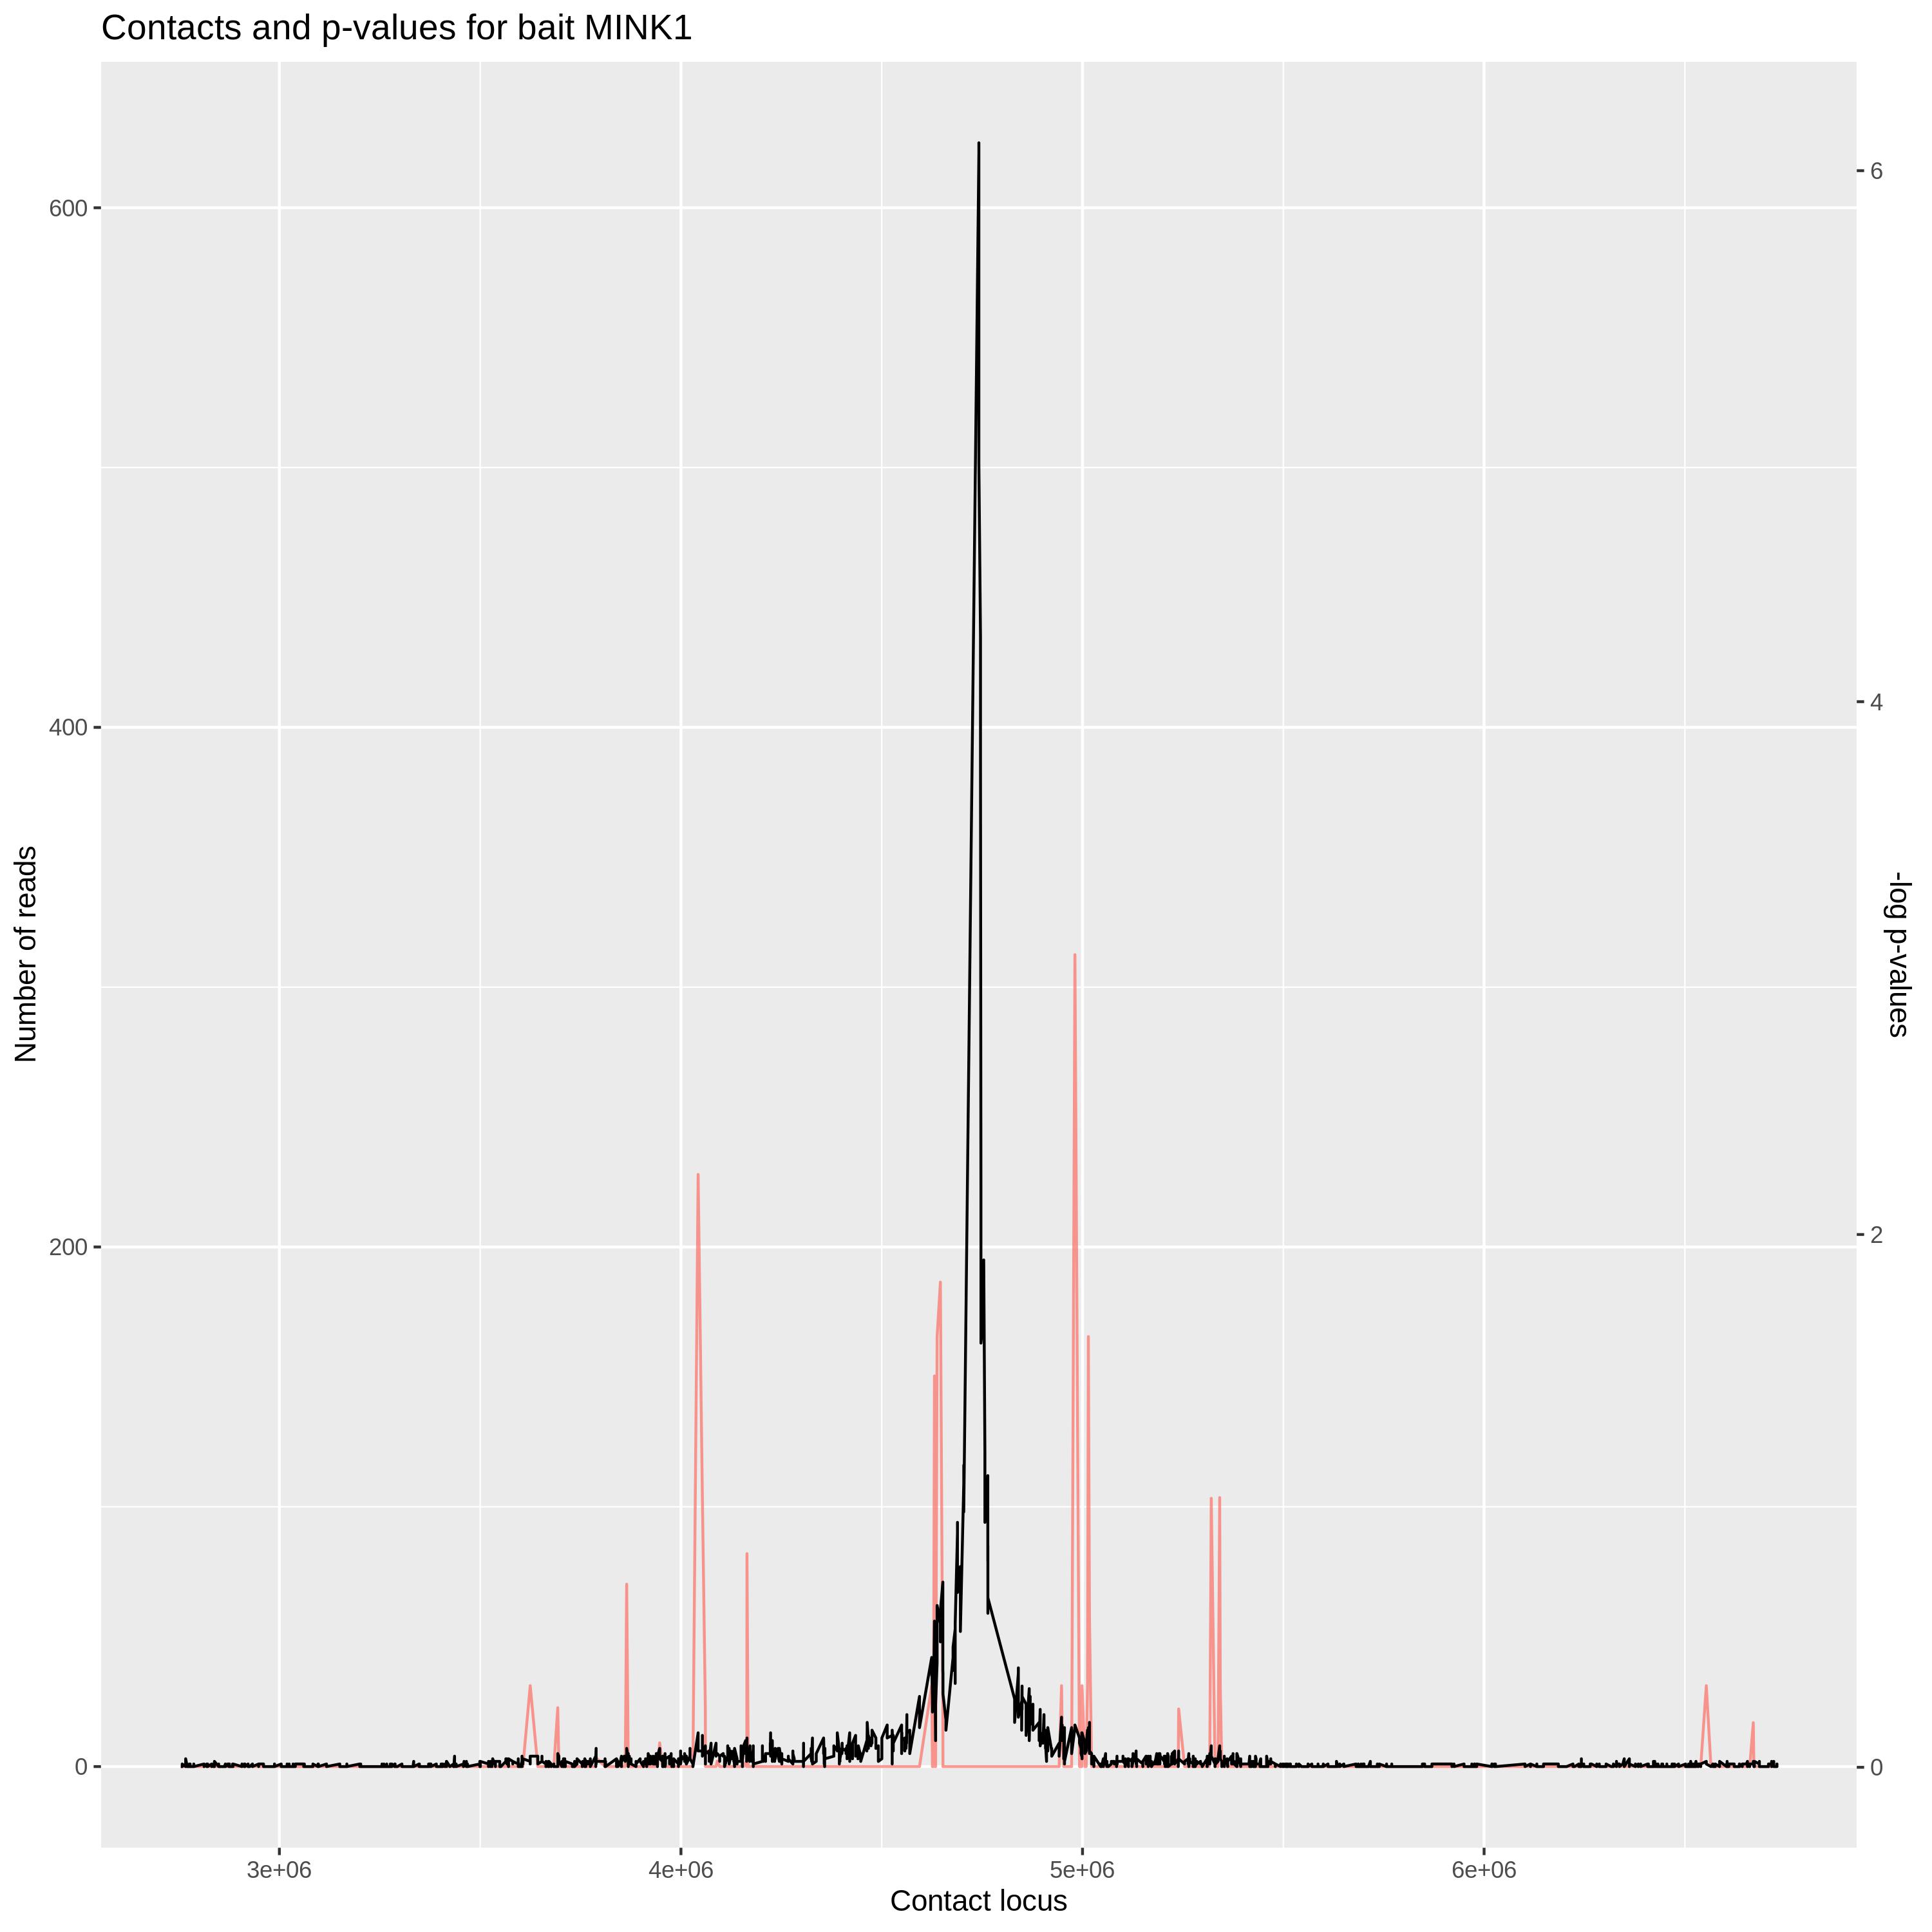 Contacts and p-values for bait MINK1
600
400
200
0
6
4
2
0
Number of reads
-log p-values
3e+06
4e+06
5e+06
6e+06
Contact locus